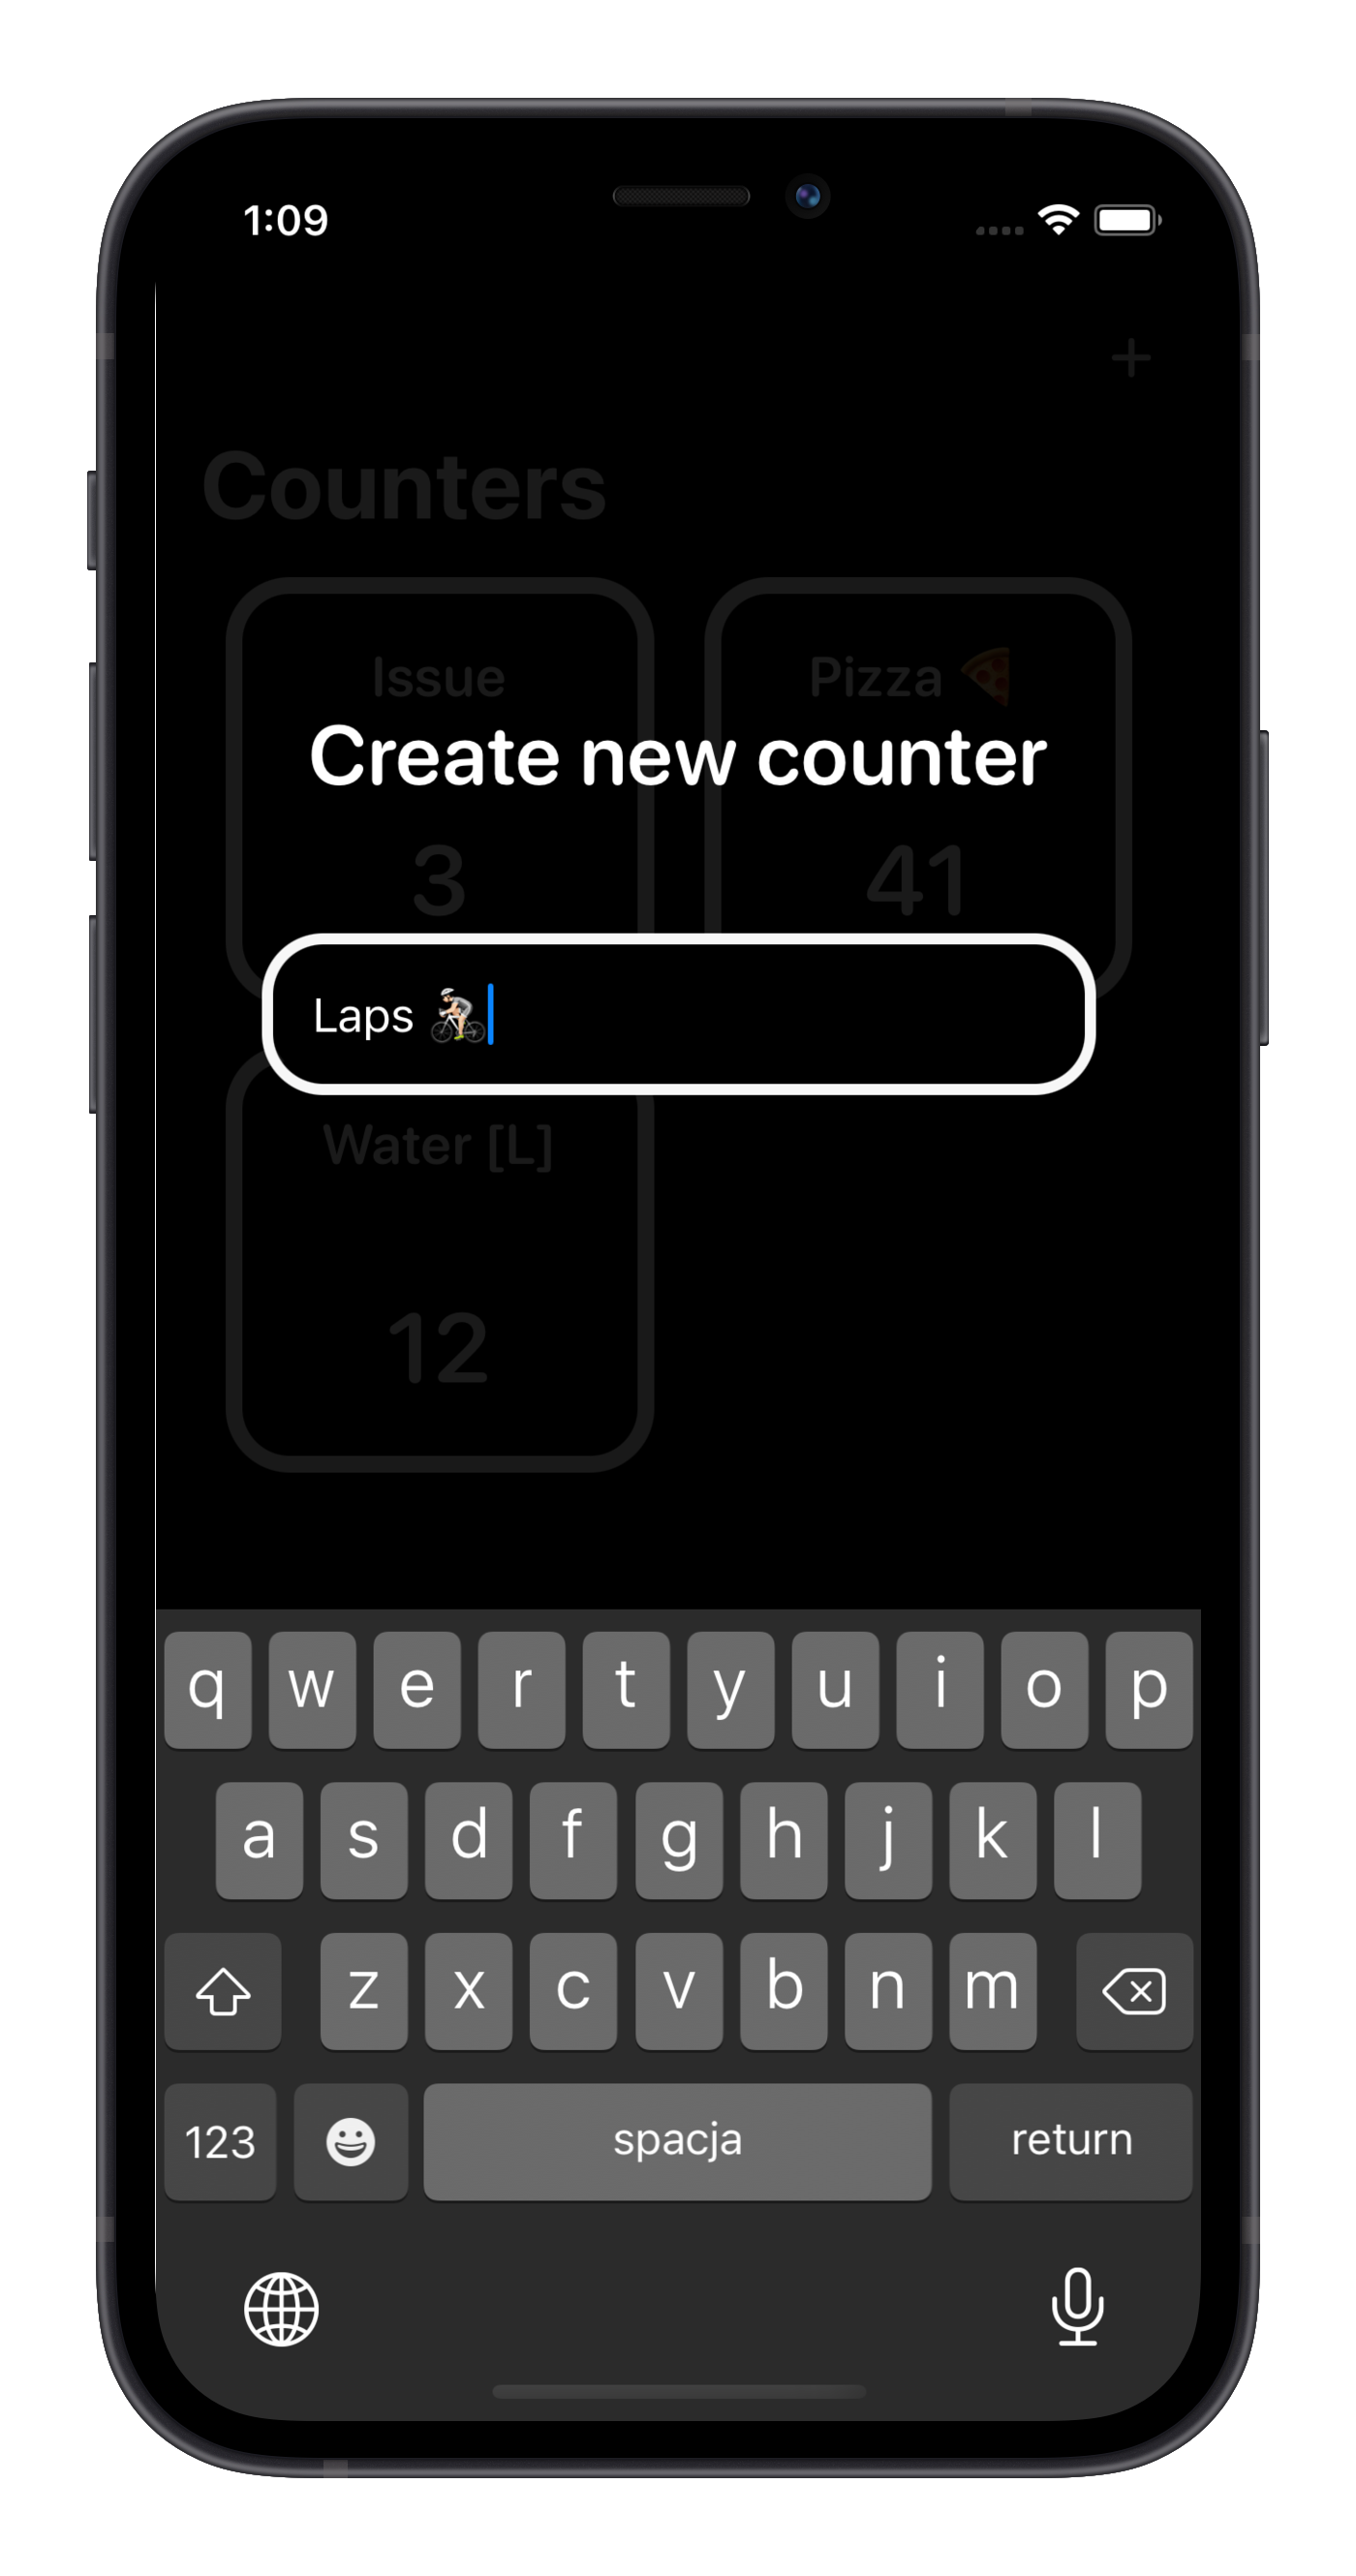 1:09
+
Counters
Issue
Pizza 🍕
Create new counter
3
41
Laps 🚴🏻
Water [L]
12
q w e r t y u i o p
a s d f g h j k l
z x c v b n m
123
spacja
return